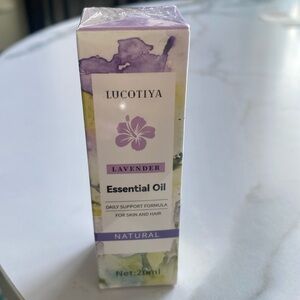 LUCOTIYA
LAVENDER
Essential Oil
DAILY SUPPORT FORMULA
FOR SKIN AND HAIR
NATURAL
Net:20ml